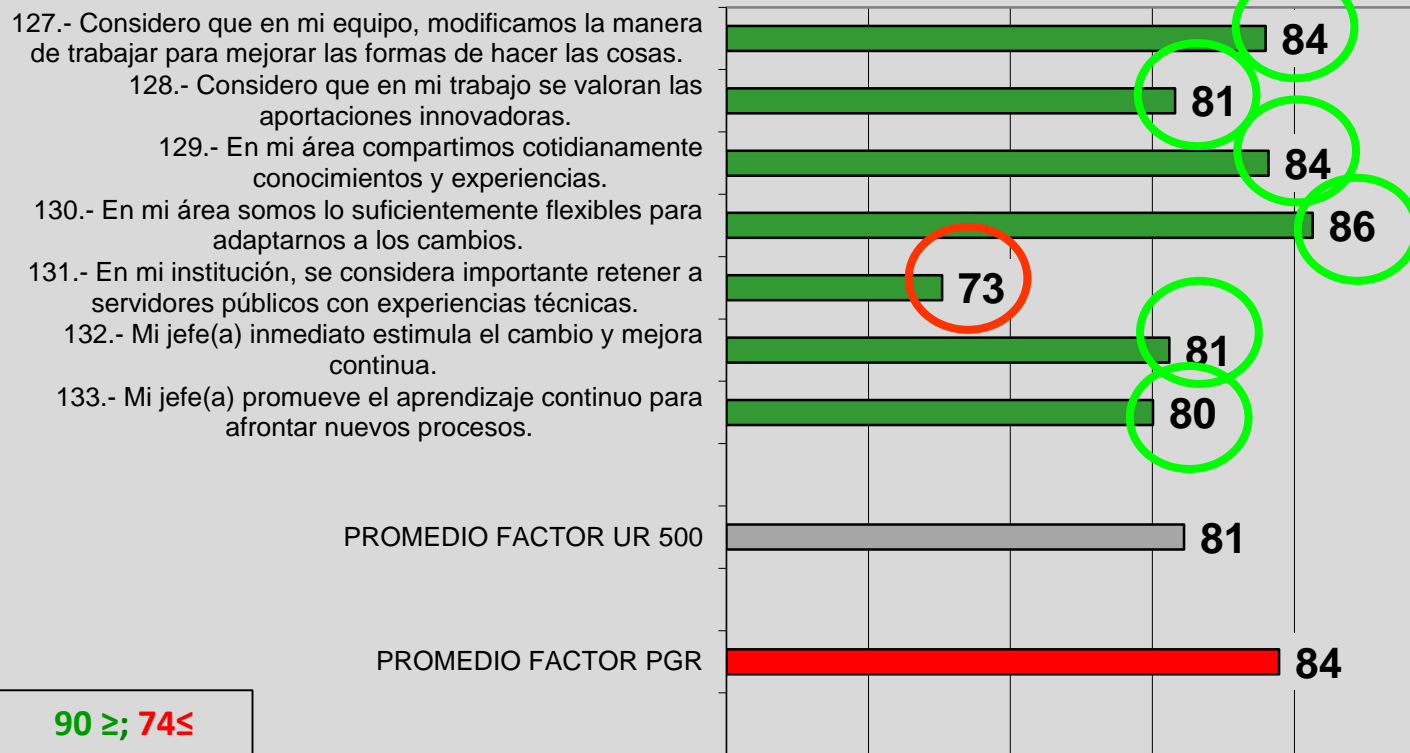 127.- Considero que en mi equipo, modificamos la manera
de trabajar para mejorar las formas de hacer las cosas.
84
128.- Considero que en mi trabajo se valoran las
aportaciones innovadoras.
81
129.- En mi área compartimos cotidianamente
conocimientos y experiencias.
84
130.- En mi área somos lo suficientemente flexibles para
adaptarnos a los cambios.
86
131.- En mi institución, se considera importante retener a
servidores públicos con experiencias técnicas.
73
132.- Mi jefe(a) inmediato estimula el cambio y mejora
continua.
81
133.- Mi jefe(a) promueve el aprendizaje continuo para
afrontar nuevos procesos.
80
PROMEDIO FACTOR UR 500
81
PROMEDIO FACTOR PGR
84
90 ≥; 74≤